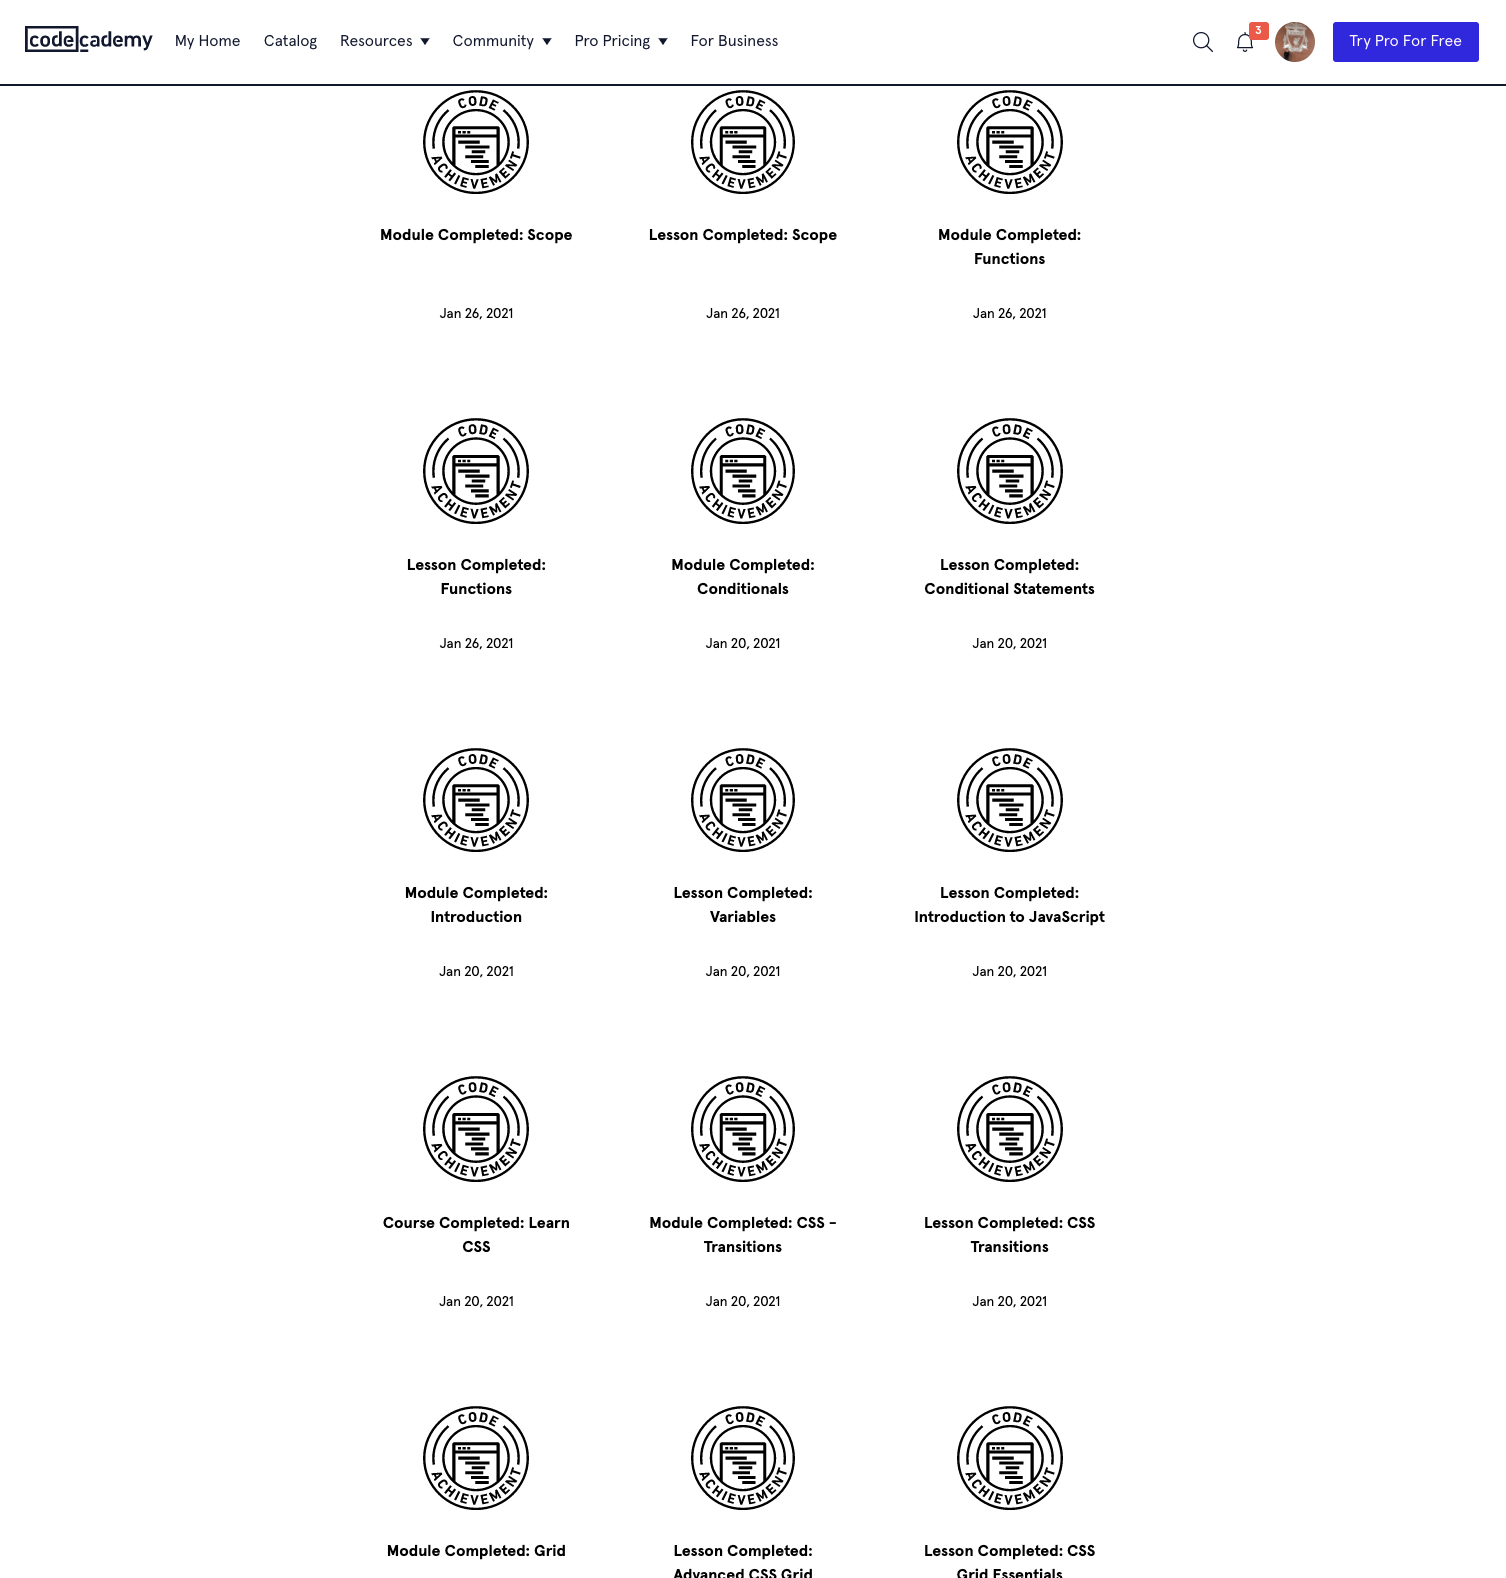 codecademy My Home Catalog Resources Community Pro Pricing For Business 3 Try Pro For Free
CODE ACHIEVEMENT CODE ACHIEVEMENT CODE ACHIEVEMENT
Module Completed: Scope Lesson Completed: Scope Module Completed:
Functions
Jan 26, 2021 Jan 26, 2021 Jan 26, 2021
CODE ACHIEVEMENT CODE ACHIEVEMENT CODE ACHIEVEMENT
Lesson Completed: Module Completed: Lesson Completed:
Functions Conditionals Conditional Statements
Jan 26, 2021 Jan 20, 2021 Jan 20, 2021
CODE ACHIEVEMENT CODE ACHIEVEMENT CODE ACHIEVEMENT
Module Completed: Lesson Completed: Lesson Completed:
Introduction Variables Introduction to JavaScript
Jan 20, 2021 Jan 20, 2021 Jan 20, 2021
CODE ACHIEVEMENT CODE ACHIEVEMENT CODE ACHIEVEMENT
Course Completed: Learn Module Completed: CSS - Lesson Completed: CSS
CSS Transitions Transitions
Jan 20, 2021 Jan 20, 2021 Jan 20, 2021
CODE ACHIEVEMENT CODE ACHIEVEMENT CODE ACHIEVEMENT
Module Completed: Grid Lesson Completed: Lesson Completed: CSS
Advanced CSS Grid Grid Essentials